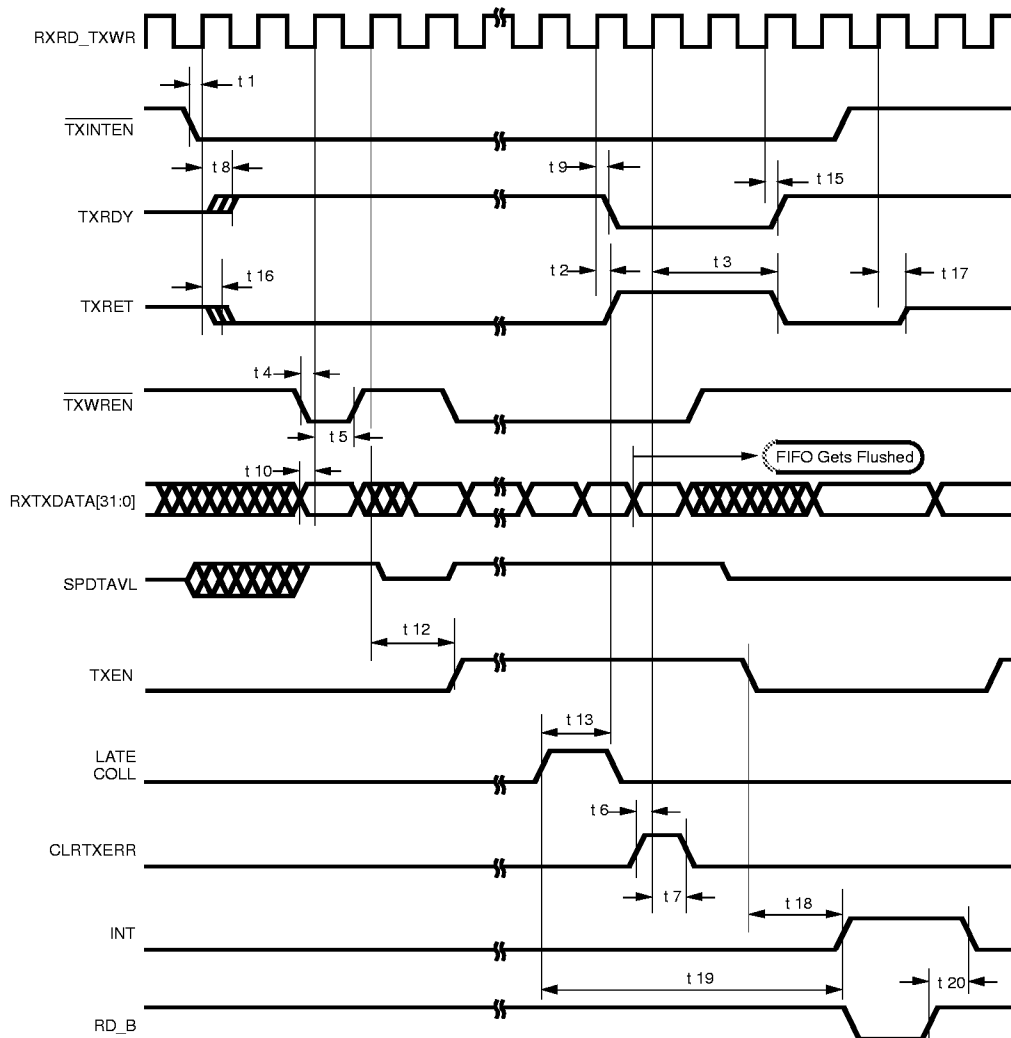 RXRD_TXWR
t 1
TXINTEN
t 8
t 9
t 15
TXRDY
t 16
t 2
t 3
t 17
TXRET
t 4
TXWREN
t 5
t 10
FIFO Gets Flushed
RXTXDATA[31:0]
SPDTAVL
t 12
TXEN
t 13
LATE
COLL
t 6
CLRTXERR
t 7
t 18
INT
t 19
t 20
RD_B